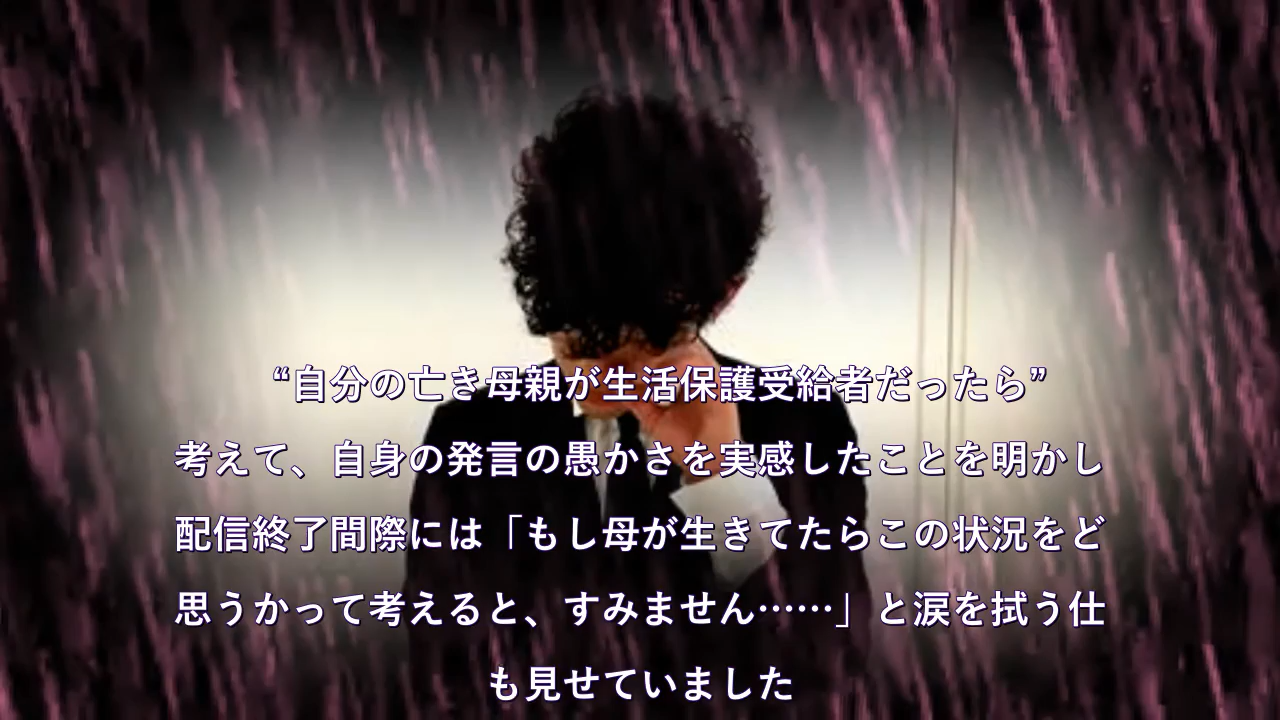 “自分の亡き母親が生活保護受給者だったら”
考えて、自身の発言の愚かさを実感したことを明かし
配信終了間際には「もし母が生きてたらこの状況をど
思うかって考えると、すみません……」と涙を拭う仕
も見せていました